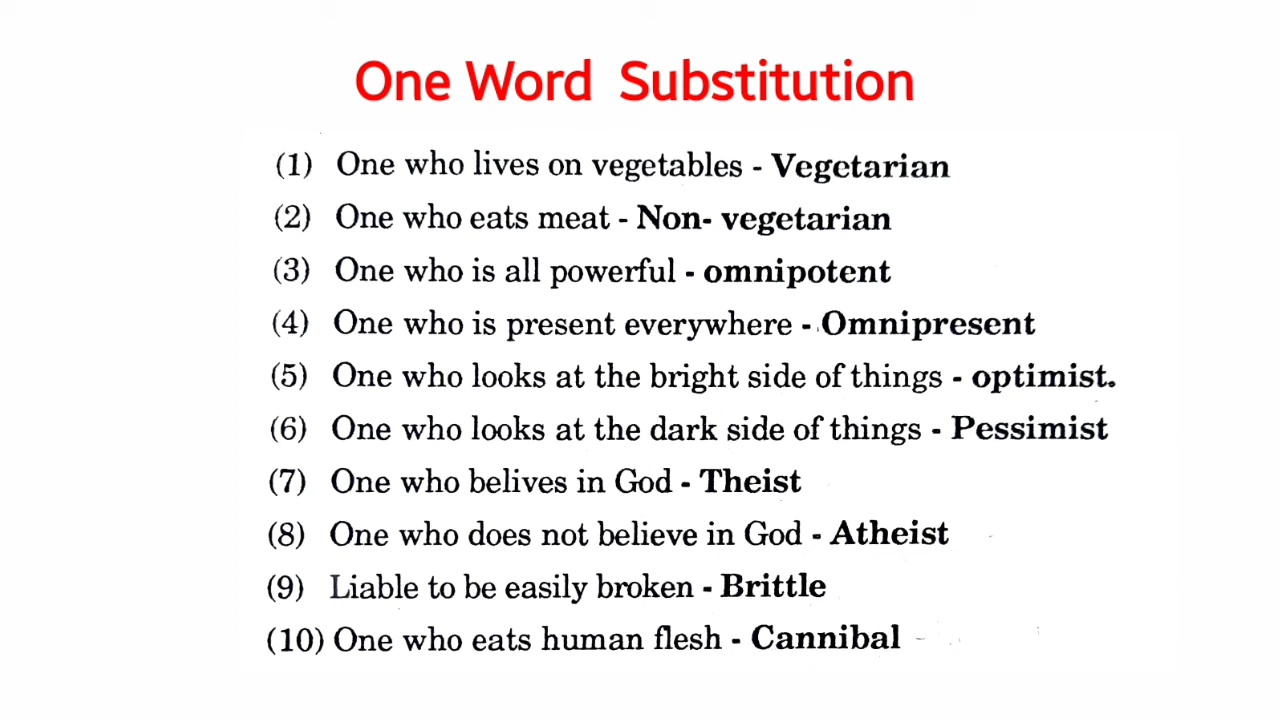 One Word Substitution
(1) One who lives on vegetables - Vegetarian
(2) One who eats meat - Non- vegetarian
(3) One who is all powerful - omnipotent
(4) One who is present everywhere - Omnipresent
(5) One who looks at the bright side of things - optimist.
(6) One who looks at the dark side of things - Pessimist
(7) One who belives in God - Theist
(8) One who does not believe in God - Atheist
(9) Liable to be easily broken - Brittle
(10) One who eats human flesh - Cannibal